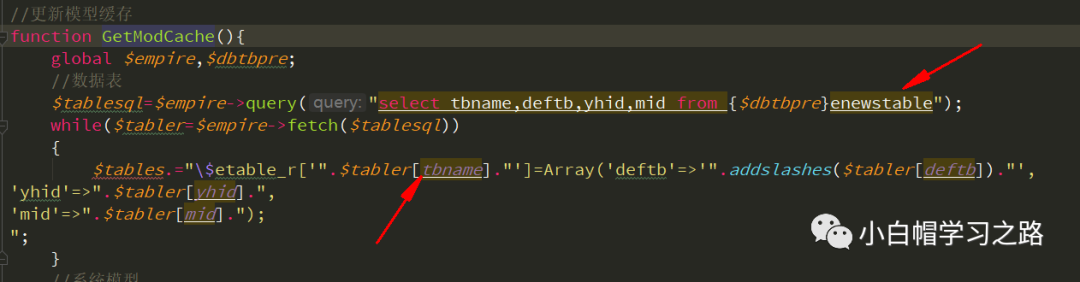 //更新模型缓存
function GetModCache(){
global $empire,$dbtbpre;
//数据表
$tablesql=$empire->query( query: "select tbname,deftb,yhid,mid from {$dbtbpre}enewstable");
while($tabler=$empire->fetch($tablesql))
{
$tables.="\$etable_r['".$tabler[tbname]."']=Array('deftb'=>'".addslashes($tabler[deftb])."',
'yhid'=>".$tabler[yhid].",
'mid'=>".$tabler[mid].");
";
}
//系统模型
小白帽学习之路